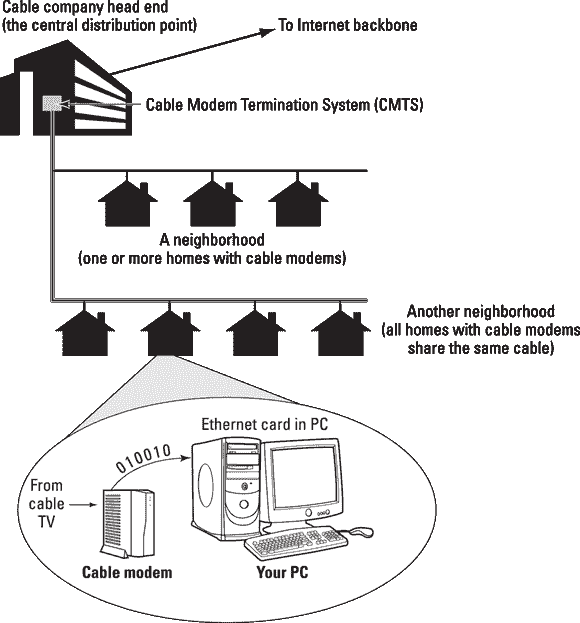 Cable company head end
(the central distribution point)
To Internet backbone
Cable Modem Termination System (CMTS)
A neighborhood
(one or more homes with cable modems)
Another neighborhood
(all homes with cable modems
share the same cable)
Ethernet card in PC
010010
From
cable
TV
Cable modem
Your PC